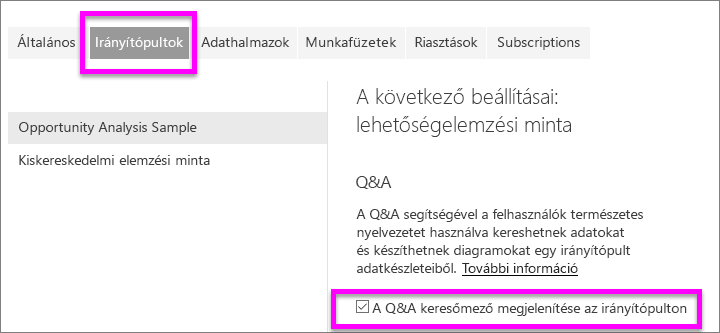 Általános Irányítópultok Adathalmazok Munkafüzetek Riasztások Subscriptions
Opportunity Analysis Sample
Kiskereskedelmi elemzési minta
A következő beállításai:
lehetőségelemzési minta
Q&A
A Q&A segítségével a felhasználók természetes
nyelvezetet használva kereshetnek adatokat
és készíthetnek diagramokat egy irányítópult
adatkészleteiből. További információ
A Q&A keresőmező megjelenítése az irányítópulton